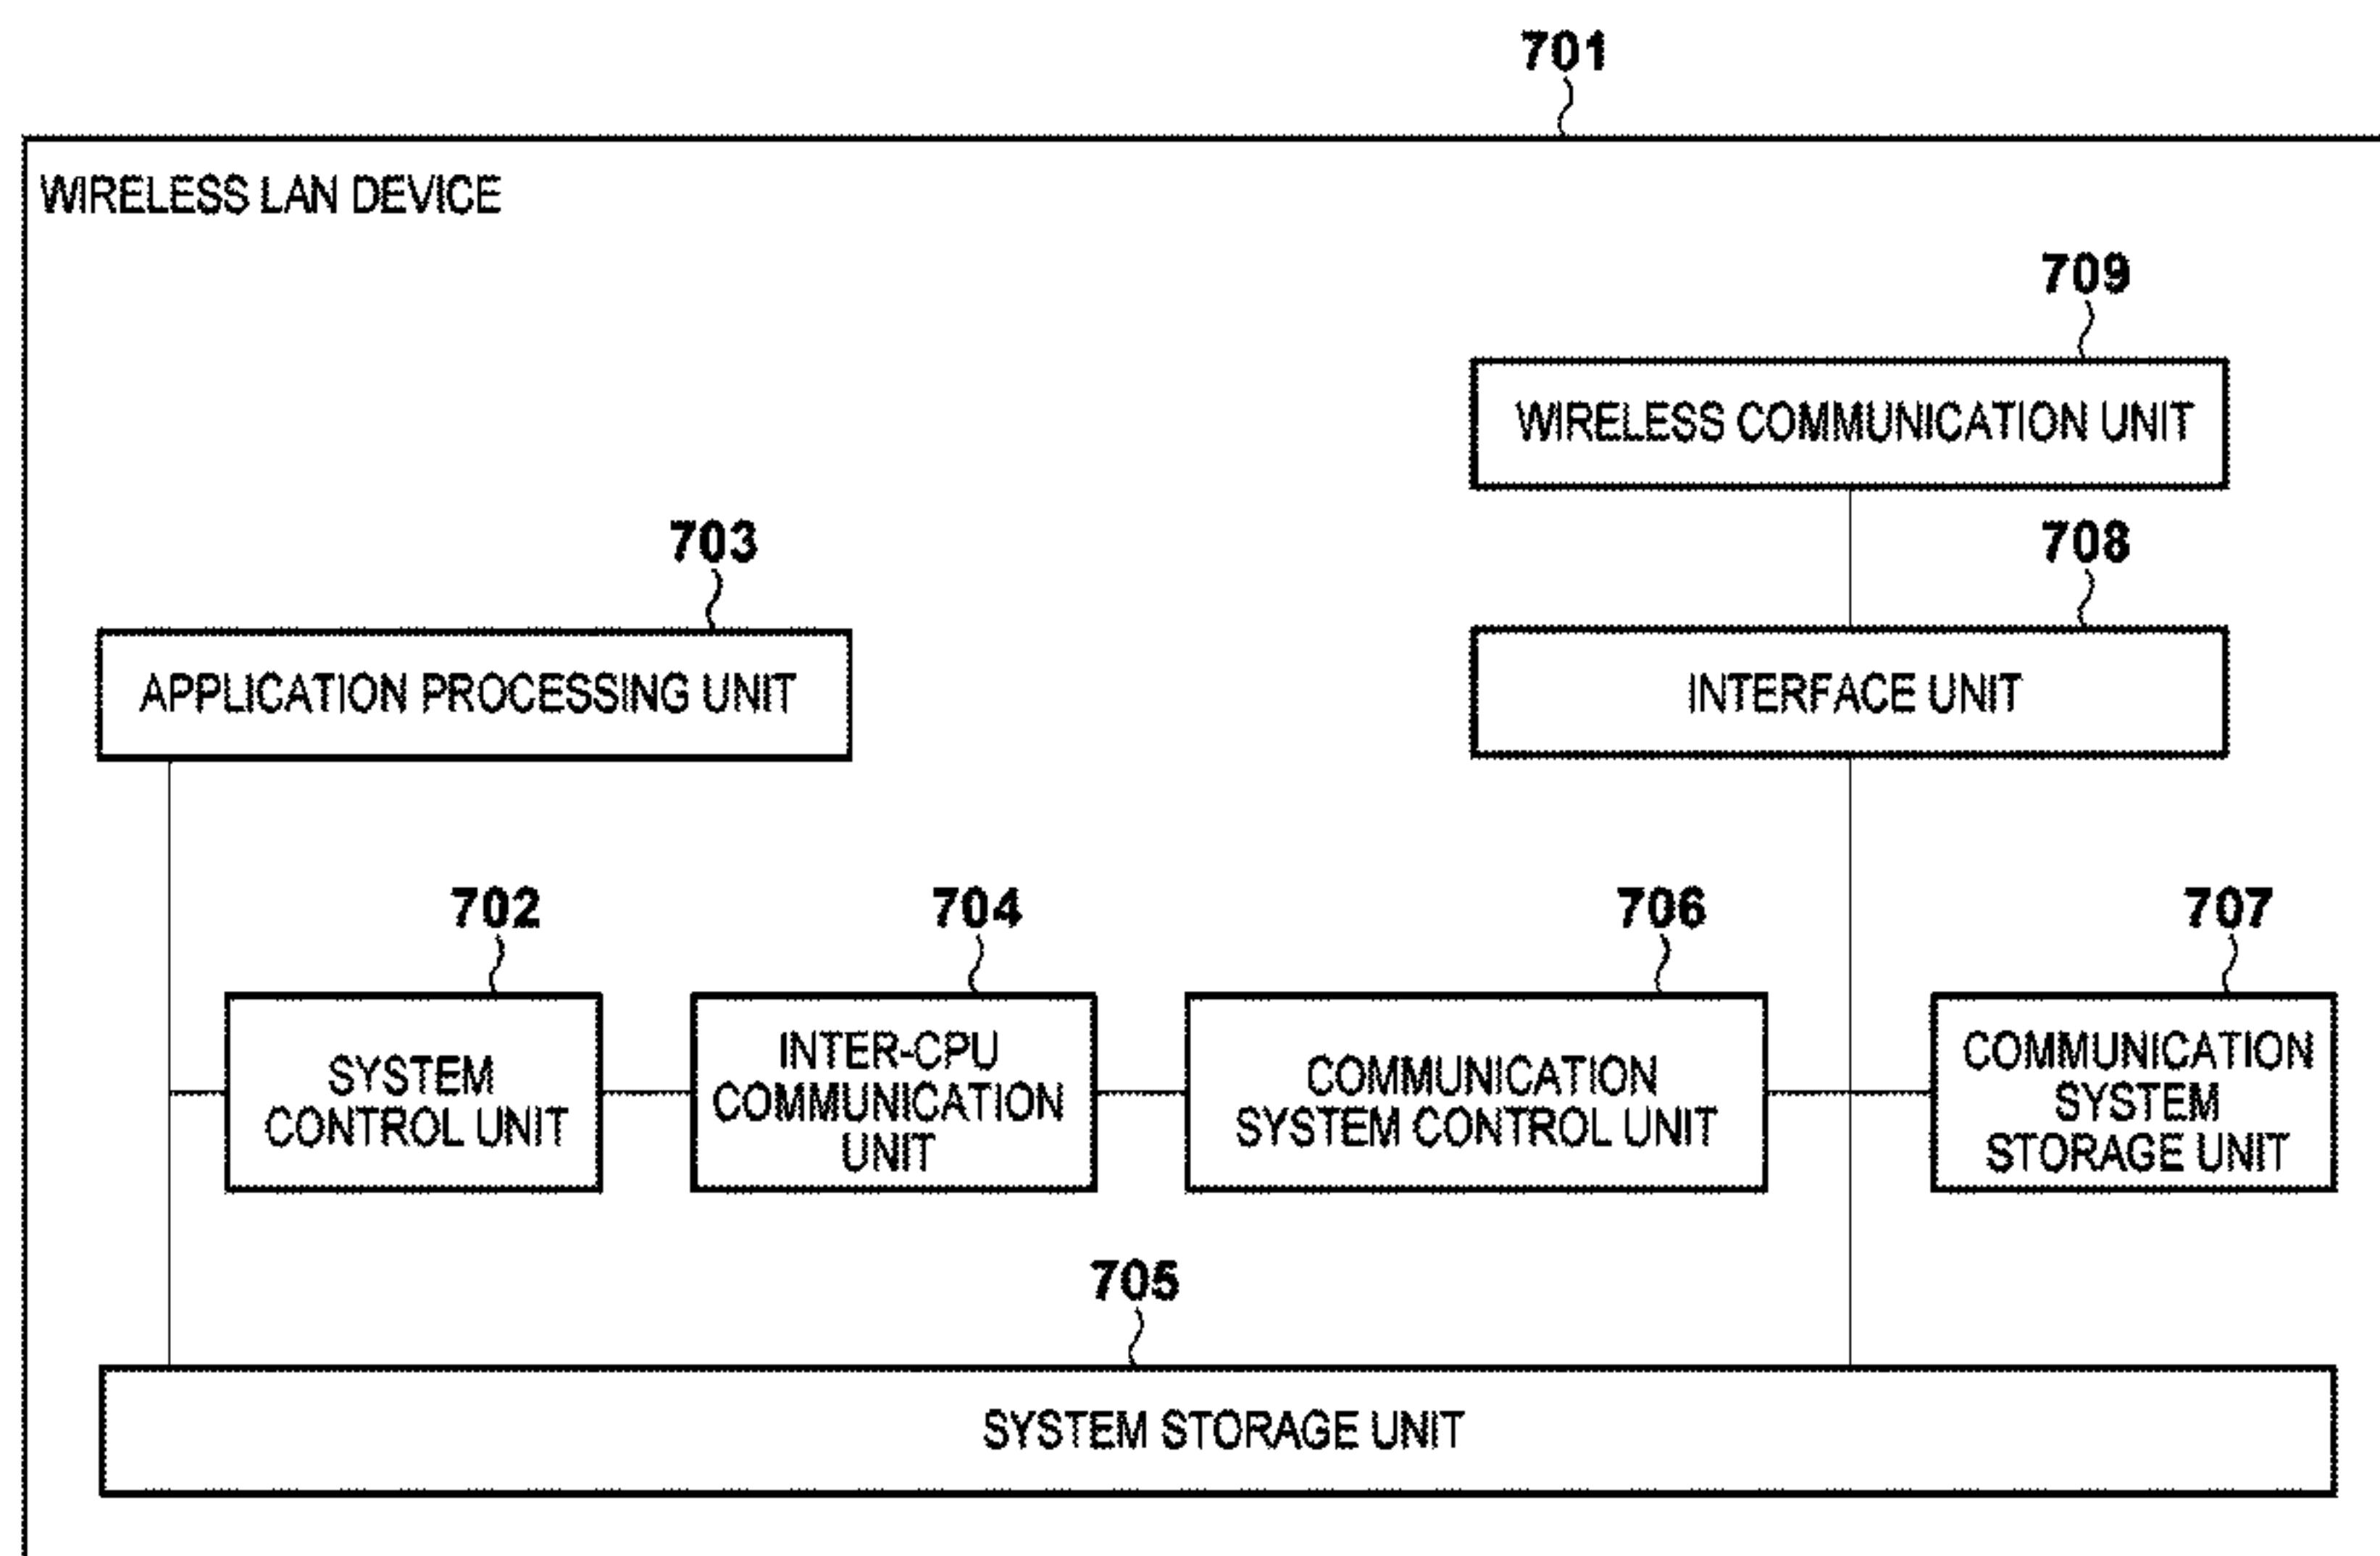 701
WIRELESS LAN DEVICE
709
WIRELESS COMMUNICATION UNIT
703
708
APPLICATION PROCESSING UNIT
INTERFACE UNIT
702
704
706
707
SYSTEM
CONTROL UNIT
INTER-CPU
COMMUNICATION
UNIT
COMMUNICATION
SYSTEM CONTROL UNIT
COMMUNICATION
SYSTEM
STORAGE UNIT
705
SYSTEM STORAGE UNIT